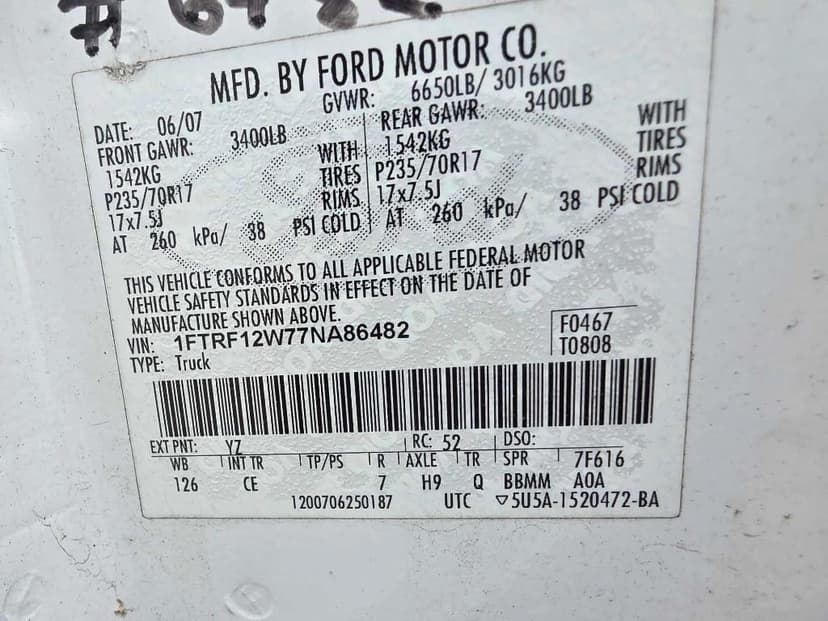 MFD. BY FORD MOTOR CO.
DATE: 06/07 GVWR: 6650LB/ 3016KG
FRONT GAWR: 3400LB REAR GAWR: 3400LB
1542KG WITH 1542KG WITH
P235/70R17 TIRES P235/70R17 TIRES
17x7.5J RIMS 17x7.5J RIMS
AT 260 kPa/ 38 PSI COLD AT 260 kPa/ 38 PSI COLD
THIS VEHICLE CONFORMS TO ALL APPLICABLE FEDERAL MOTOR
VEHICLE SAFETY STANDARDS IN EFFECT ON THE DATE OF
MANUFACTURE SHOWN ABOVE.
VIN: 1FTRF12W77NA86482 F0467
TYPE: Truck T0808
EXT PNT: YZ RC: 52 DSO:
WB INT TR TP/PS R AXLE TR SPR 7F616
126 CE 7 H9 Q BBMM A0A
1200706250187 UTC ▽5U5A-1520472-BA